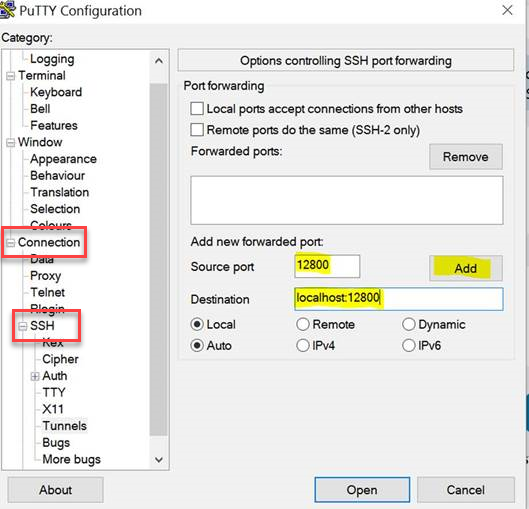 PuTTY Configuration
Category:
Logging
Terminal
Keyboard
Bell
Features
Window
Appearance
Behaviour
Translation
Selection
Colours
Connection
Data
Proxy
Telnet
Rlogin
SSH
Kex
Cipher
Auth
TTY
X11
Tunnels
Bugs
More bugs
Options controlling SSH port forwarding
Port forwarding
Local ports accept connections from other hosts
Remote ports do the same (SSH-2 only)
Forwarded ports:
Remove
Add new forwarded port:
Source port 12800 Add
Destination localhost:12800
Local Remote Dynamic
Auto IPv4 IPv6
About Open Cancel